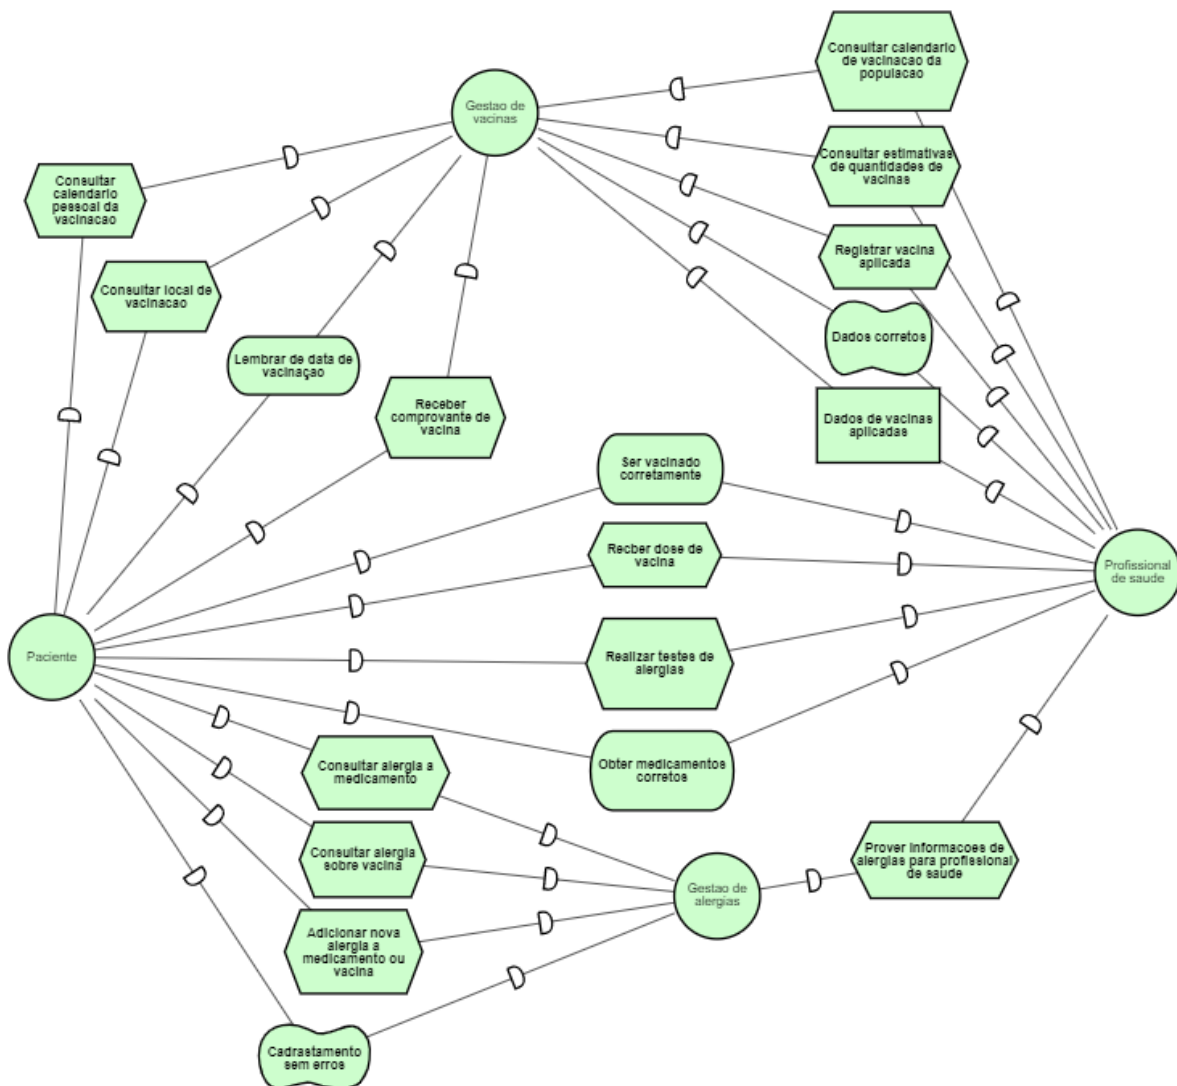 Consultar calendario
de vacinacao da
populacao
Gestao de
vacinas
Consultar estimativas
de quantidades de
vacinas
Consultar
calendario
pessoal da
vacinacao
Registrar vacina
aplicada
Consultar local de
vacinacao
Dados corretos
Lembrar de data de
vacinaçao
Receber
comprovante de
vacina
Dados de vacinas
aplicadas
Ser vacinado
corretamente
Recber dose de
vacina
Profissional
de saude
Paciente
Realizar testes de
alergias
Consultar alergia a
medicamento
Obter medicamentos
corretos
Consultar alergia
sobre vacina
Prover informacoes de
alergias para profissional
de saude
Gestao de
alergias
Adicionar nova
alergia a
medicamento ou
vacina
Cadrastamento
sem erros